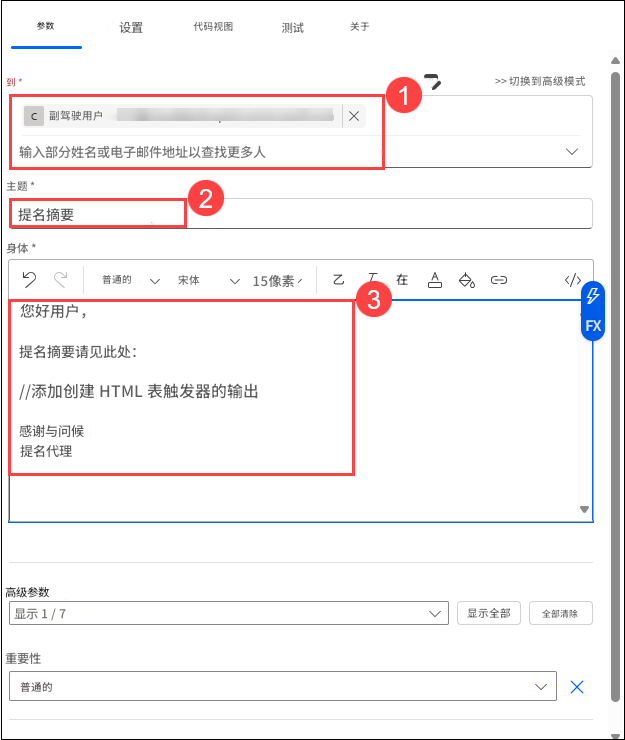 参数 设置 代码视图 测试 关于
到 *
1
>> 切换到高级模式
C 副驾驶用户
输入部分姓名或电子邮件地址以查找更多人
主题 *
2
提名摘要
身体 *
普通的 宋体 15像素 乙 I 在 A </>
3
FX
您好用户，
提名摘要请见此处：
//添加创建 HTML 表触发器的输出
感谢与问候
提名代理
高级参数
显示 1 / 7 显示全部 全部清除
重要性
普通的